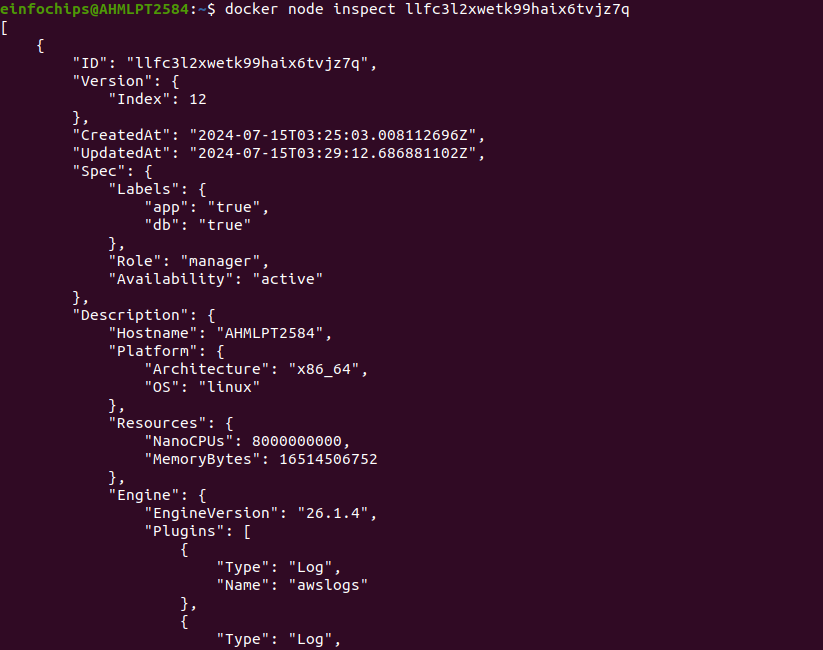 einfochips@AHMLPT2584:~$ docker node inspect llfc3l2xwetk99haix6tvjz7q
[
    {
        "ID": "llfc3l2xwetk99haix6tvjz7q",
        "Version": {
            "Index": 12
        },
        "CreatedAt": "2024-07-15T03:25:03.008112696Z",
        "UpdatedAt": "2024-07-15T03:29:12.686881102Z",
        "Spec": {
            "Labels": {
                "app": "true",
                "db": "true"
            },
            "Role": "manager",
            "Availability": "active"
        },
        "Description": {
            "Hostname": "AHMLPT2584",
            "Platform": {
                "Architecture": "x86_64",
                "OS": "linux"
            },
            "Resources": {
                "NanoCPUs": 8000000000,
                "MemoryBytes": 16514506752
            },
            "Engine": {
                "EngineVersion": "26.1.4",
                "Plugins": [
                    {
                        "Type": "Log",
                        "Name": "awslogs"
                    },
                    {
                        "Type": "Log",